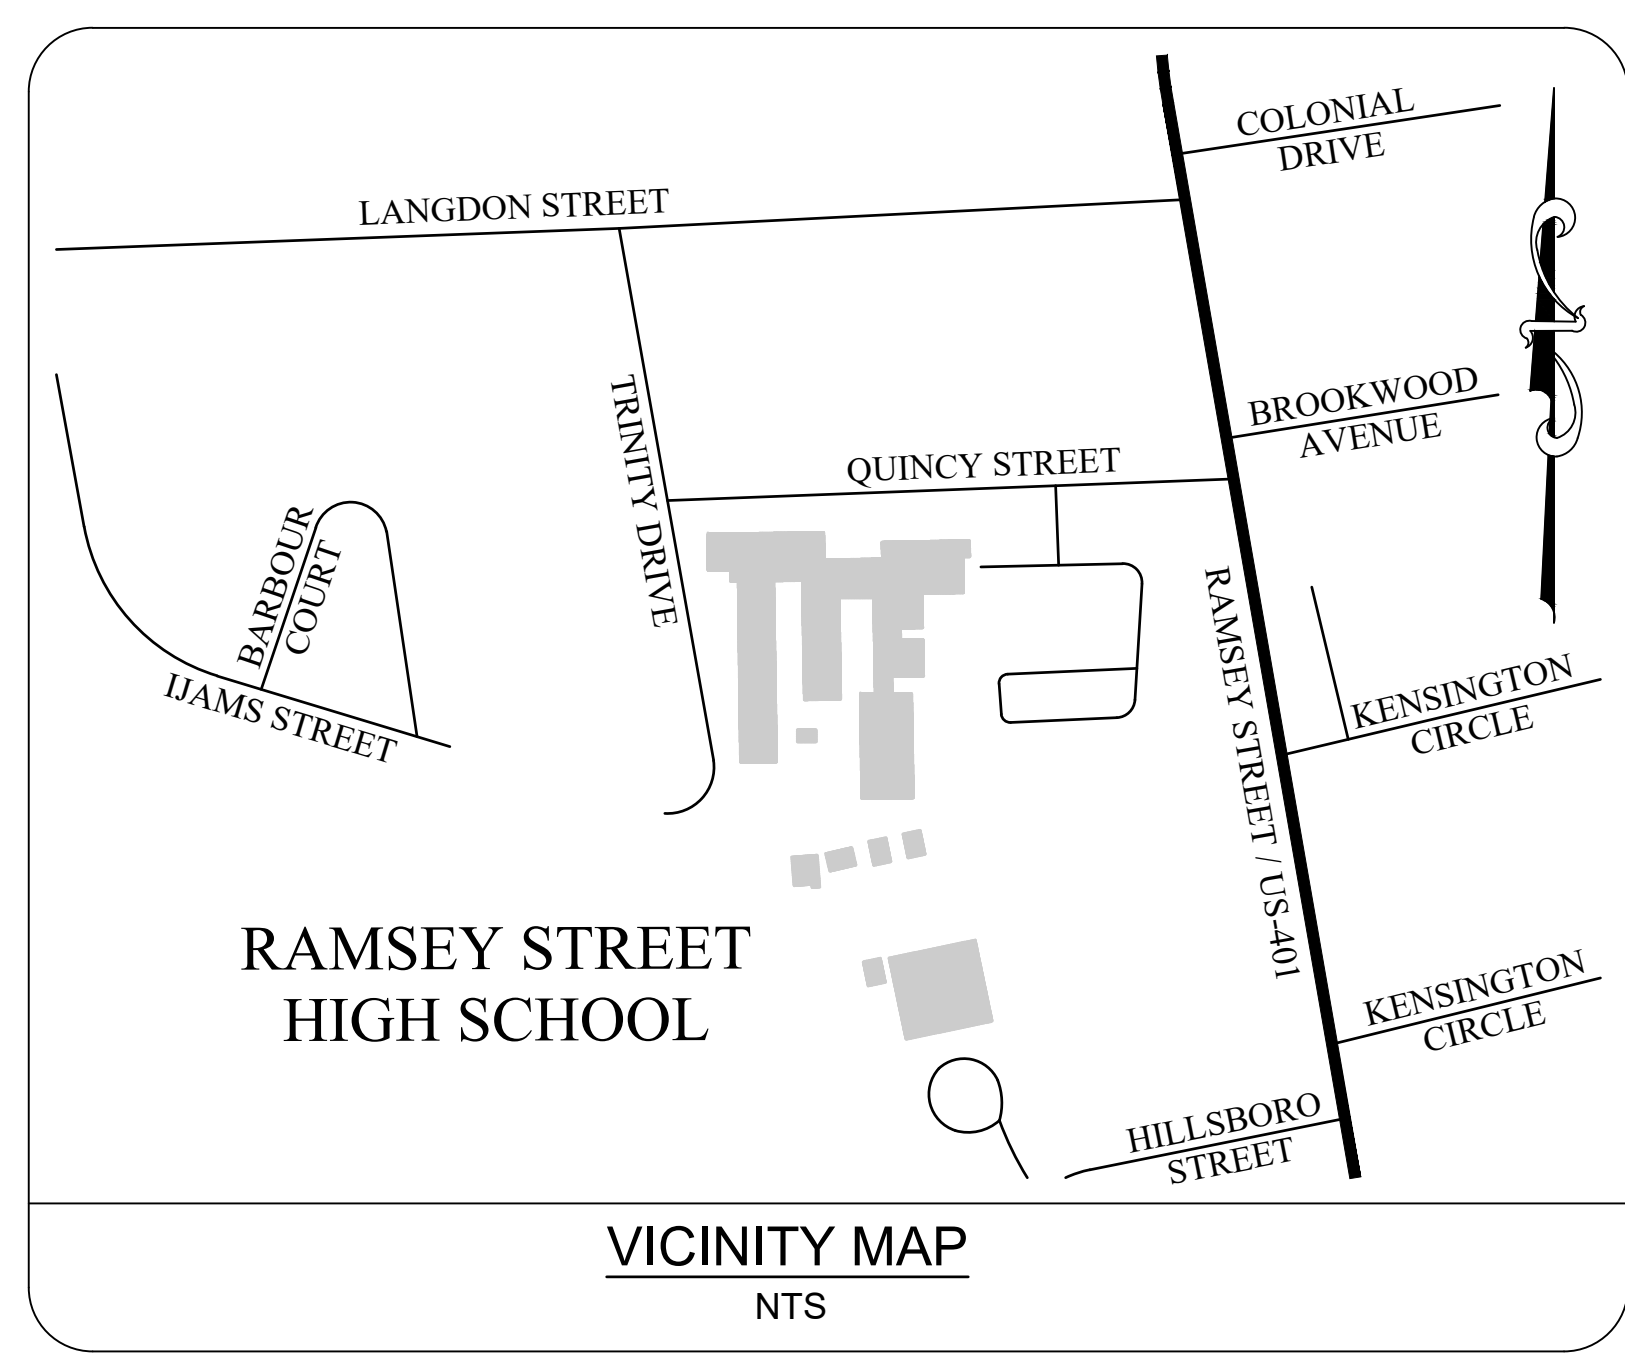 COLONIAL
DRIVE
LANGDON STREET
TRINITY DRIVE
BROOKWOOD
AVENUE
QUINCY STREET
BARBOUR
COURT
IJAMS STREET
RAMSEY STREET / US-401
KENSINGTON
CIRCLE
RAMSEY STREET
HIGH SCHOOL
KENSINGTON
CIRCLE
HILLSBORO
STREET
VICINITY MAP
NTS